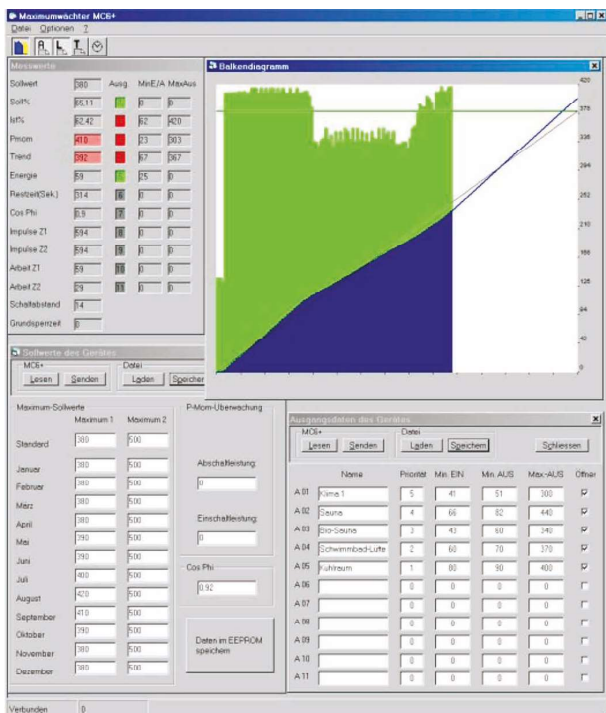 Maximumwächter MC6+
Datei Optionen ?
A L T
Messwerte
Sollwert 380 Ausg. MinE/A MaxAus
Soll% 65,11 0 0
Ist% 62,42 62 420
Pmom 410 23 303
Trend 392 67 367
Energie 59 25 0
Restzeit(Sek.) 314 6 0 0
Cos Phi 0.9 7 0 0
Impulse Z1 594 8 0 0
Impulse Z2 594 9 0 0
Arbeit Z1 59 10 0 0
Arbeit Z2 29 11 0 0
Schaltabstand 14
Grundsperrzeit 0
Balkendiagramm
420
378
336
294
252
210
168
126
84
42
0
Sollwerte des Gerätes
MC6+ Datei
Lesen Senden Laden Speichern
Maximum-Sollwerte
Maximum 1 Maximum 2
Standard 380 500
Januar 380 500
Februar 380 500
März 380 500
April 380 500
Mai 390 500
Juni 390 500
Juli 400 500
August 420 500
September 410 500
Oktober 390 500
November 380 500
Dezember 380 500
P-Mom-Überwachung
Abschaltleistung:
0
Einschaltleistung:
0
Cos Phi
0,92
Daten im EEPROM
speichern
Ausgangsdaten des Gerätes
MC6+ Datei
Lesen Senden Laden Speichern Schliessen
Name Priorität Min. EIN Min. AUS Max.-AUS Öffner
A 01 Klima 1 5 41 51 300
A 02 Sauna 4 66 82 440
A 03 Bio-Sauna 3 43 60 340
A 04 Schwimmbad-Lüfte 2 60 70 370
A 05 Kühlraum 1 80 90 400
A 06 0 0 0
A 07 0 0 0
A 08 0 0 0
A 09 0 0 0
A 10 0 0 0
A 11 0 0 0
Verbunden 0